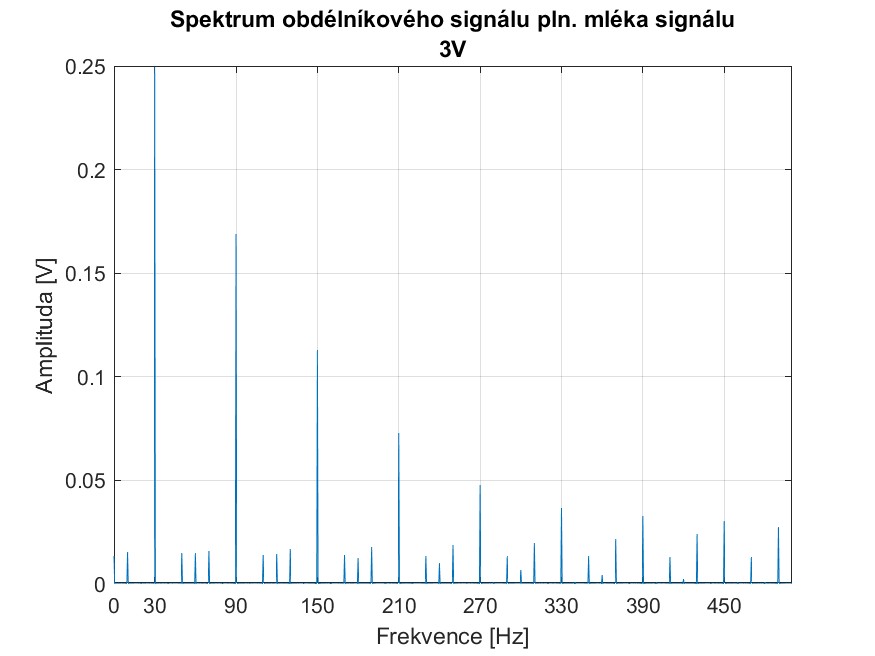 Spektrum obdélníkového signálu pln. mléka signálu
3V
0.25
0.2
0.15
0.1
0.05
0
Amplituda [V]
0 30 90 150 210 270 330 390 450
Frekvence [Hz]